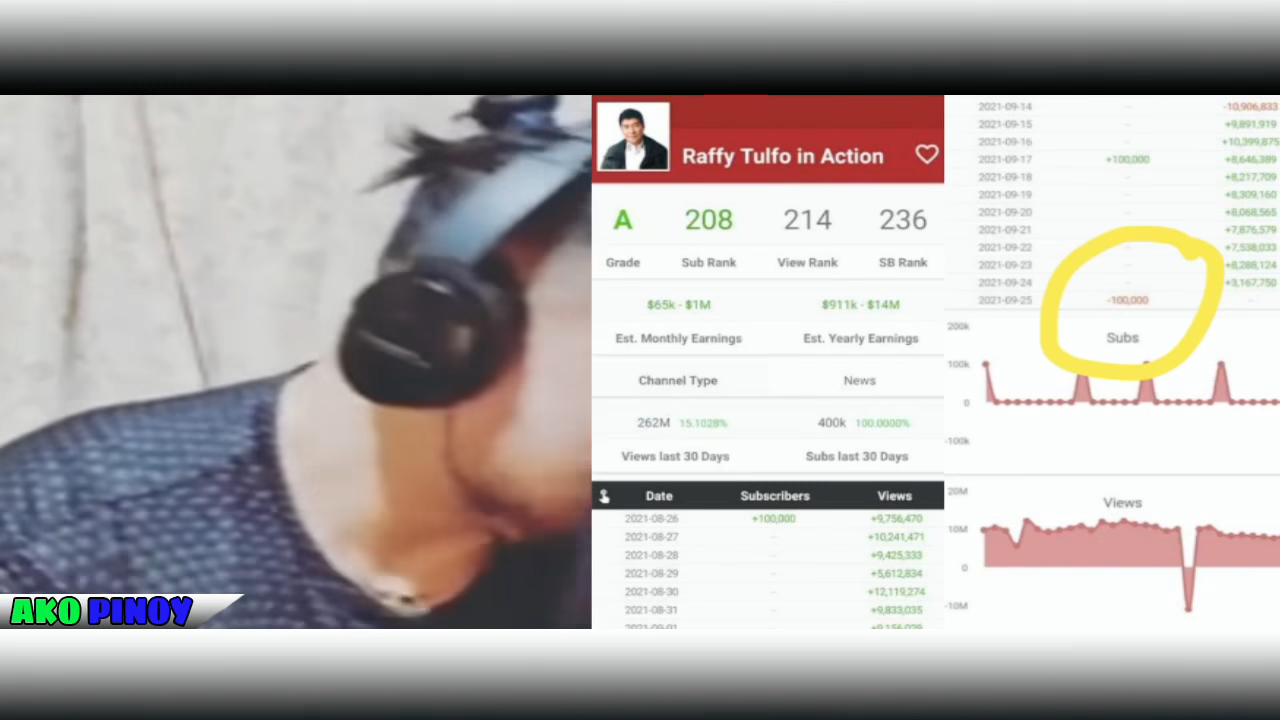 Raffy Tulfo in Action
A 208 214 236
Grade Sub Rank View Rank SB Rank
$65k - $1M $911k - $14M
Est. Monthly Earnings Est. Yearly Earnings
Channel Type News
262M 15.1028% 400k 100.0000%
Views last 30 Days Subs last 30 Days
Date Subscribers Views
2021-08-26 +100,000 +9,756,470
2021-08-27 -- +10,241,471
2021-08-28 -- +9,425,333
2021-08-29 -- +5,612,834
2021-08-30 -- +12,119,274
2021-08-31 -- +9,833,035
2021-09-14 -- -10,906,833
2021-09-15 -- +9,891,919
2021-09-16 -- +10,399,875
2021-09-17 +100,000 +8,646,389
2021-09-18 -- +8,217,709
2021-09-19 -- +8,309,160
2021-09-20 -- +8,068,565
2021-09-21 -- +7,876,579
2021-09-22 -- +7,538,033
2021-09-23 -- +8,288,124
2021-09-24 -- +3,167,750
2021-09-25 -100,000 --
Subs
200k
100k
0
-100k
Views
20M
10M
0
-10M
AKO PINOY